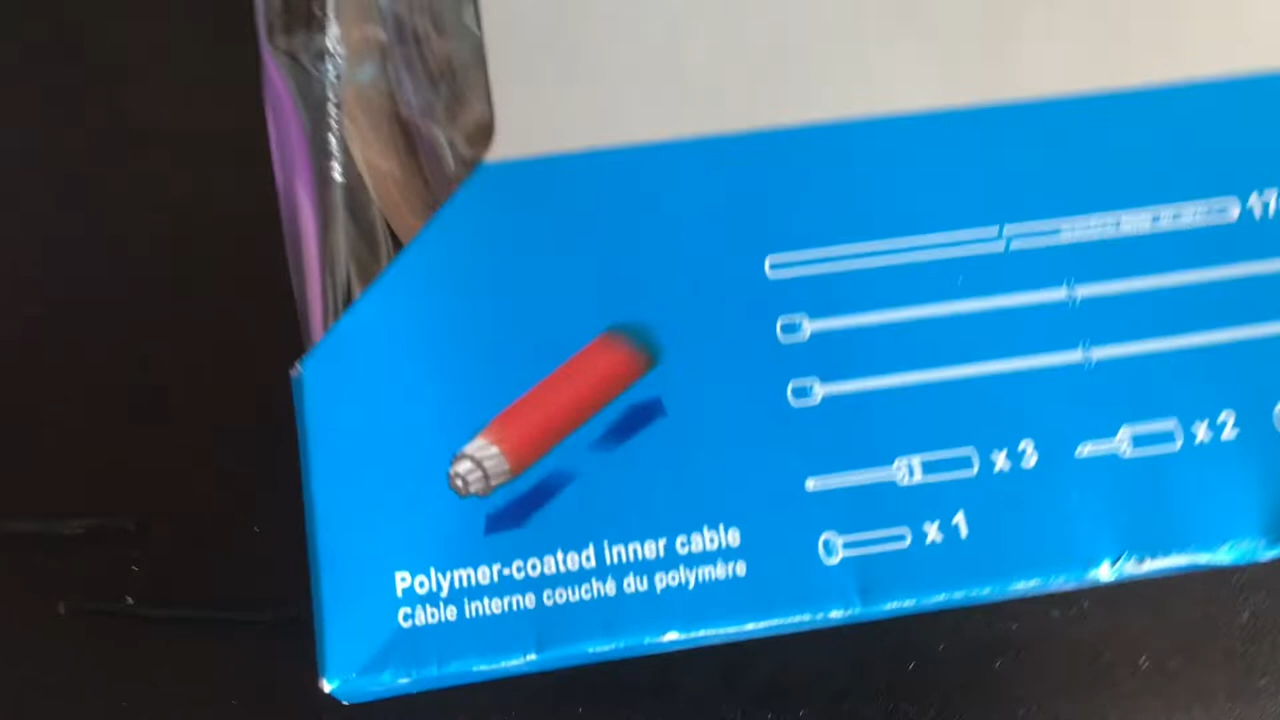 x 3
x 2
x 1
Polymer-coated inner cable
Câble interne couché du polymère